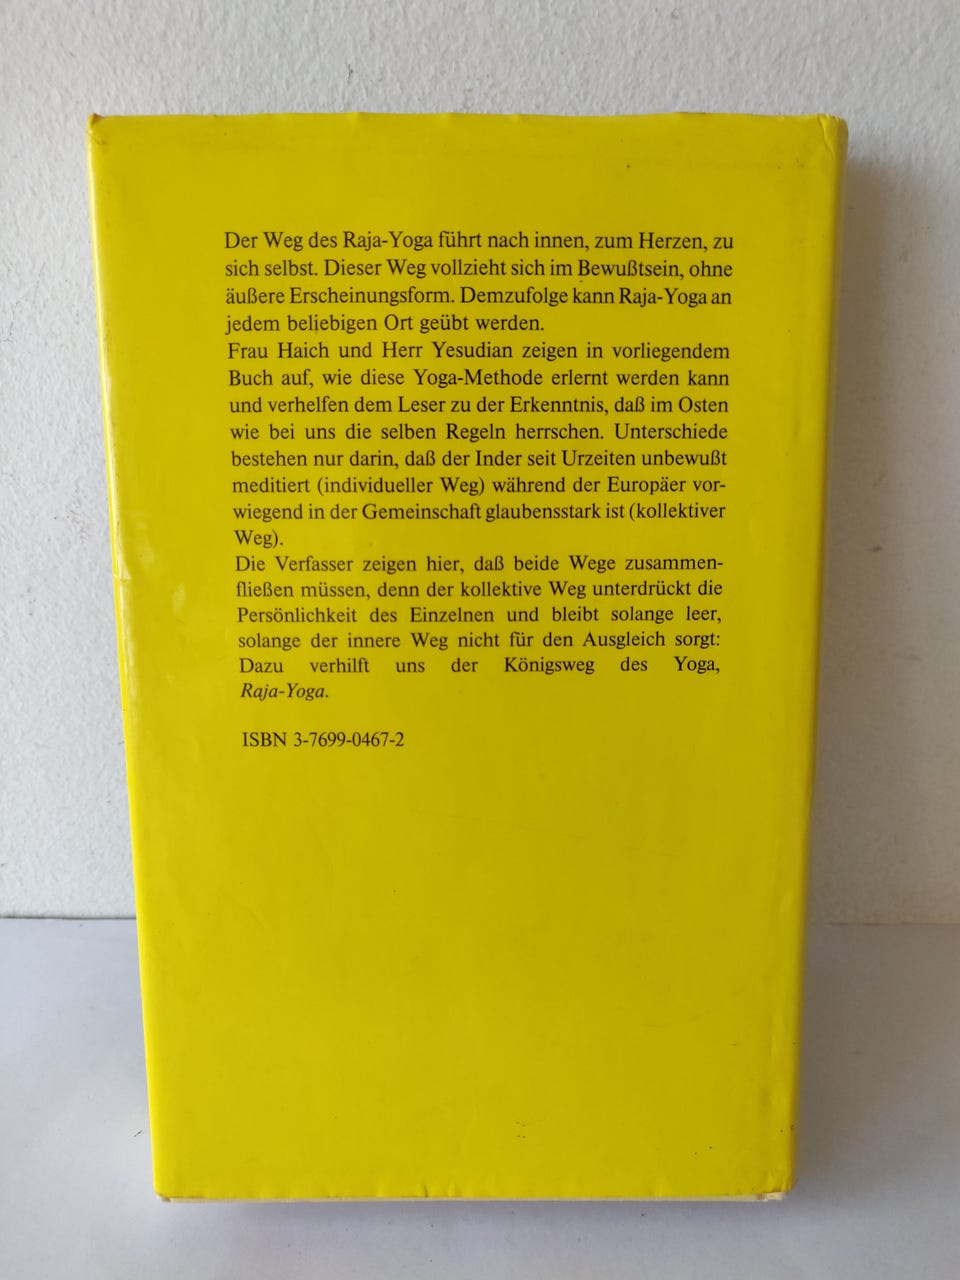 Der Weg des Raja-Yoga führt nach innen, zum Herzen, zu
sich selbst. Dieser Weg vollzieht sich im Bewußtsein, ohne
äußere Erscheinungsform. Demzufolge kann Raja-Yoga an
jedem beliebigen Ort geübt werden.
Frau Haich und Herr Yesudian zeigen in vorliegendem
Buch auf, wie diese Yoga-Methode erlernt werden kann
und verhelfen dem Leser zu der Erkenntnis, daß im Osten
wie bei uns die selben Regeln herrschen. Unterschiede
bestehen nur darin, daß der Inder seit Urzeiten unbewußt
meditiert (individueller Weg) während der Europäer vor-
wiegend in der Gemeinschaft glaubensstark ist (kollektiver
Weg).
Die Verfasser zeigen hier, daß beide Wege zusammen-
fließen müssen, denn der kollektive Weg unterdrückt die
Persönlichkeit des Einzelnen und bleibt solange leer,
solange der innere Weg nicht für den Ausgleich sorgt:
Dazu verhilft uns der Königsweg des Yoga,
Raja-Yoga.
ISBN 3-7699-0467-2